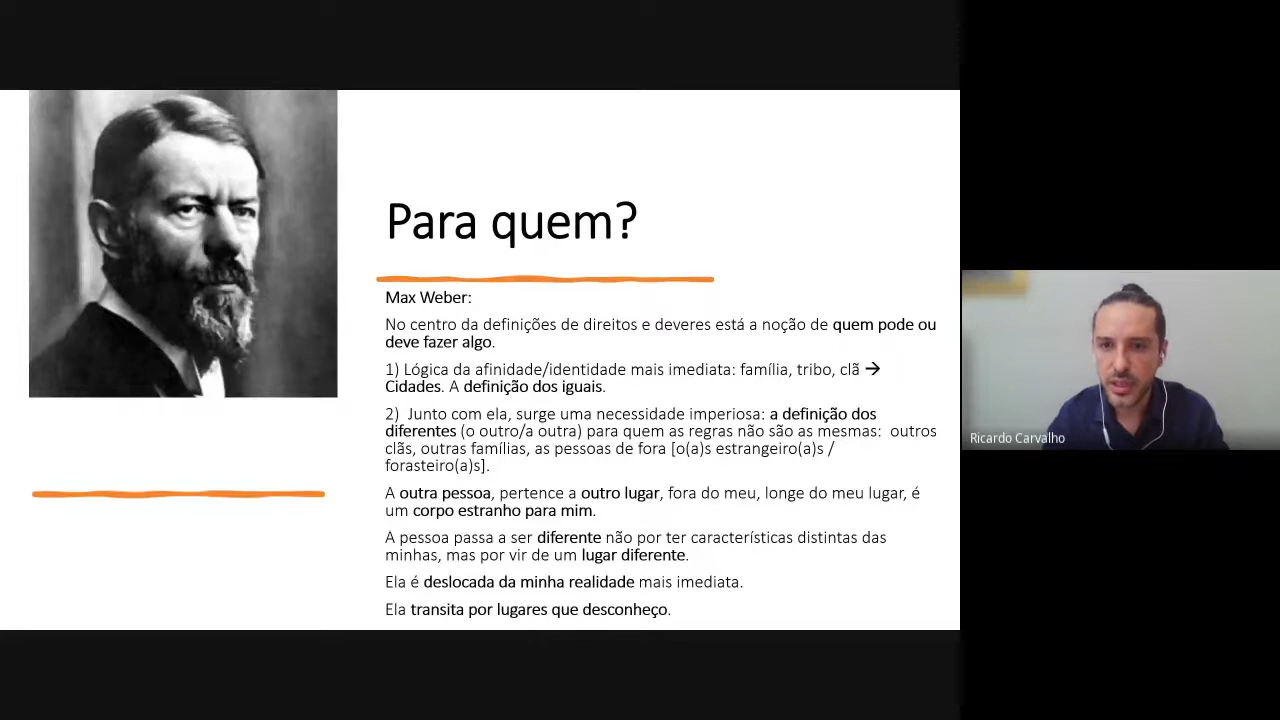 Para quem?
Max Weber:
No centro da definições de direitos e deveres está a noção de quem pode ou
deve fazer algo.
1) Lógica da afinidade/identidade mais imediata: família, tribo, clã →
Cidades. A definição dos iguais.
2) Junto com ela, surge uma necessidade imperiosa: a definição dos
diferentes (o outro/a outra) para quem as regras não são as mesmas: outros
clãs, outras famílias, as pessoas de fora [o(a)s estrangeiro(a)s /
forasteiro(a)s].
A outra pessoa, pertence a outro lugar, fora do meu, longe do meu lugar, é
um corpo estranho para mim.
A pessoa passa a ser diferente não por ter características distintas das
minhas, mas por vir de um lugar diferente.
Ela é deslocada da minha realidade mais imediata.
Ela transita por lugares que desconheço.
Ricardo Carvalho